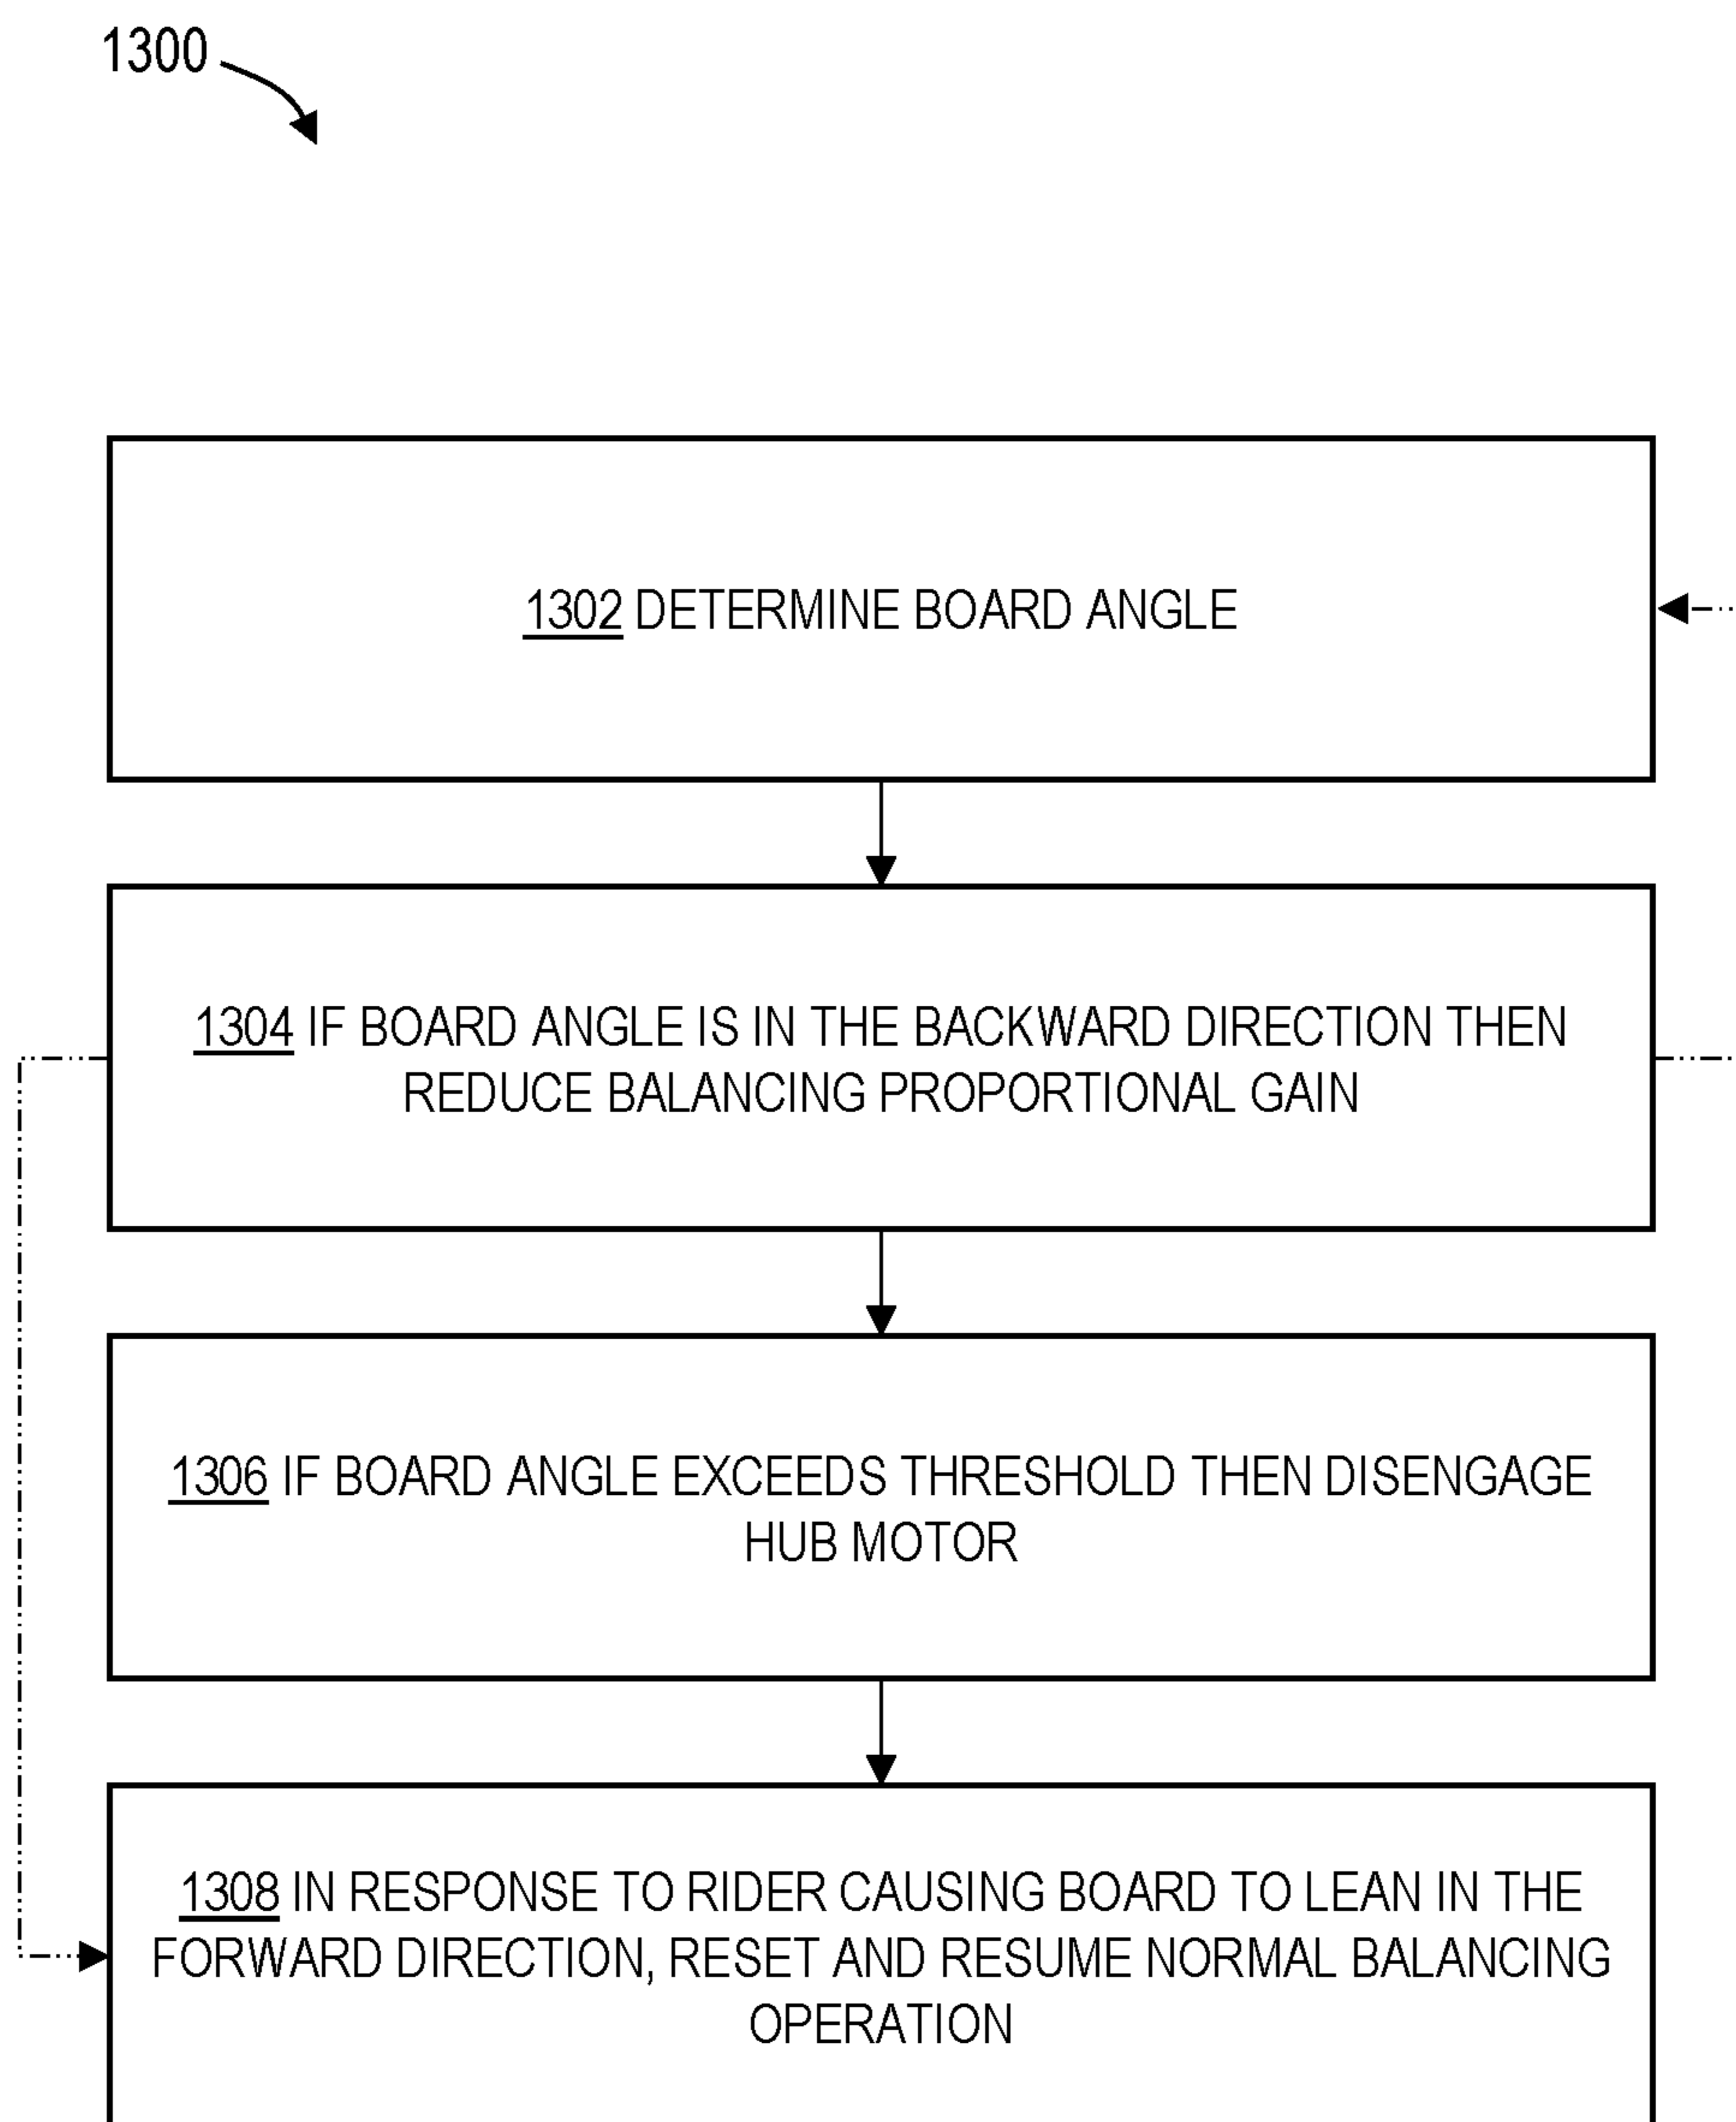 1300
1302 DETERMINE BOARD ANGLE
1304 IF BOARD ANGLE IS IN THE BACKWARD DIRECTION THEN
REDUCE BALANCING PROPORTIONAL GAIN
1306 IF BOARD ANGLE EXCEEDS THRESHOLD THEN DISENGAGE
HUB MOTOR
1308 IN RESPONSE TO RIDER CAUSING BOARD TO LEAN IN THE
FORWARD DIRECTION, RESET AND RESUME NORMAL BALANCING
OPERATION